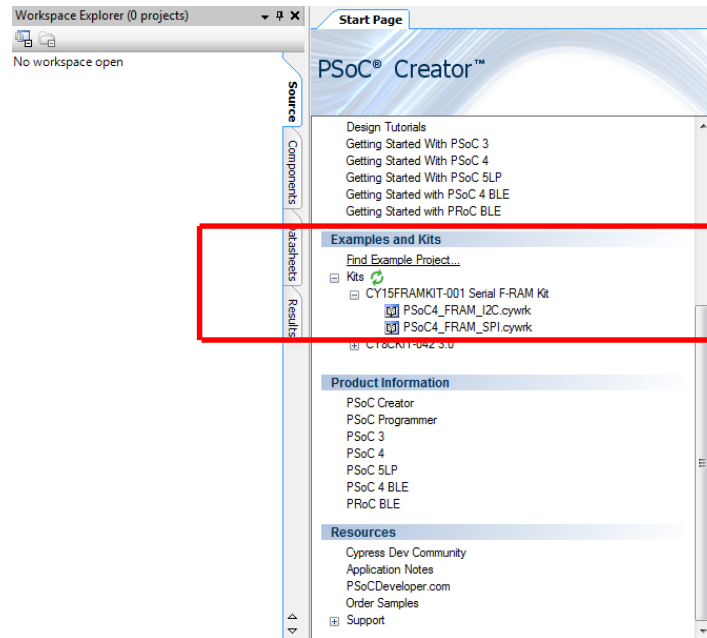 Workspace Explorer (0 projects)
No workspace open
Source
Components
Datasheets
Results
Start Page
PSoC® Creator™
Design Tutorials
Getting Started With PSoC 3
Getting Started With PSoC 4
Getting Started With PSoC 5LP
Getting Started with PSoC 4 BLE
Getting Started with PRoC BLE
Examples and Kits
Find Example Project...
Kits
CY15FRAMKIT-001 Serial F-RAM Kit
PSoC4_FRAM_I2C.cywrk
PSoC4_FRAM_SPI.cywrk
CY8CKIT-042 3.0
Product Information
PSoC Creator
PSoC Programmer
PSoC 3
PSoC 4
PSoC 5LP
PSoC 4 BLE
PRoC BLE
Resources
Cypress Dev Community
Application Notes
PSoCDeveloper.com
Order Samples
Support